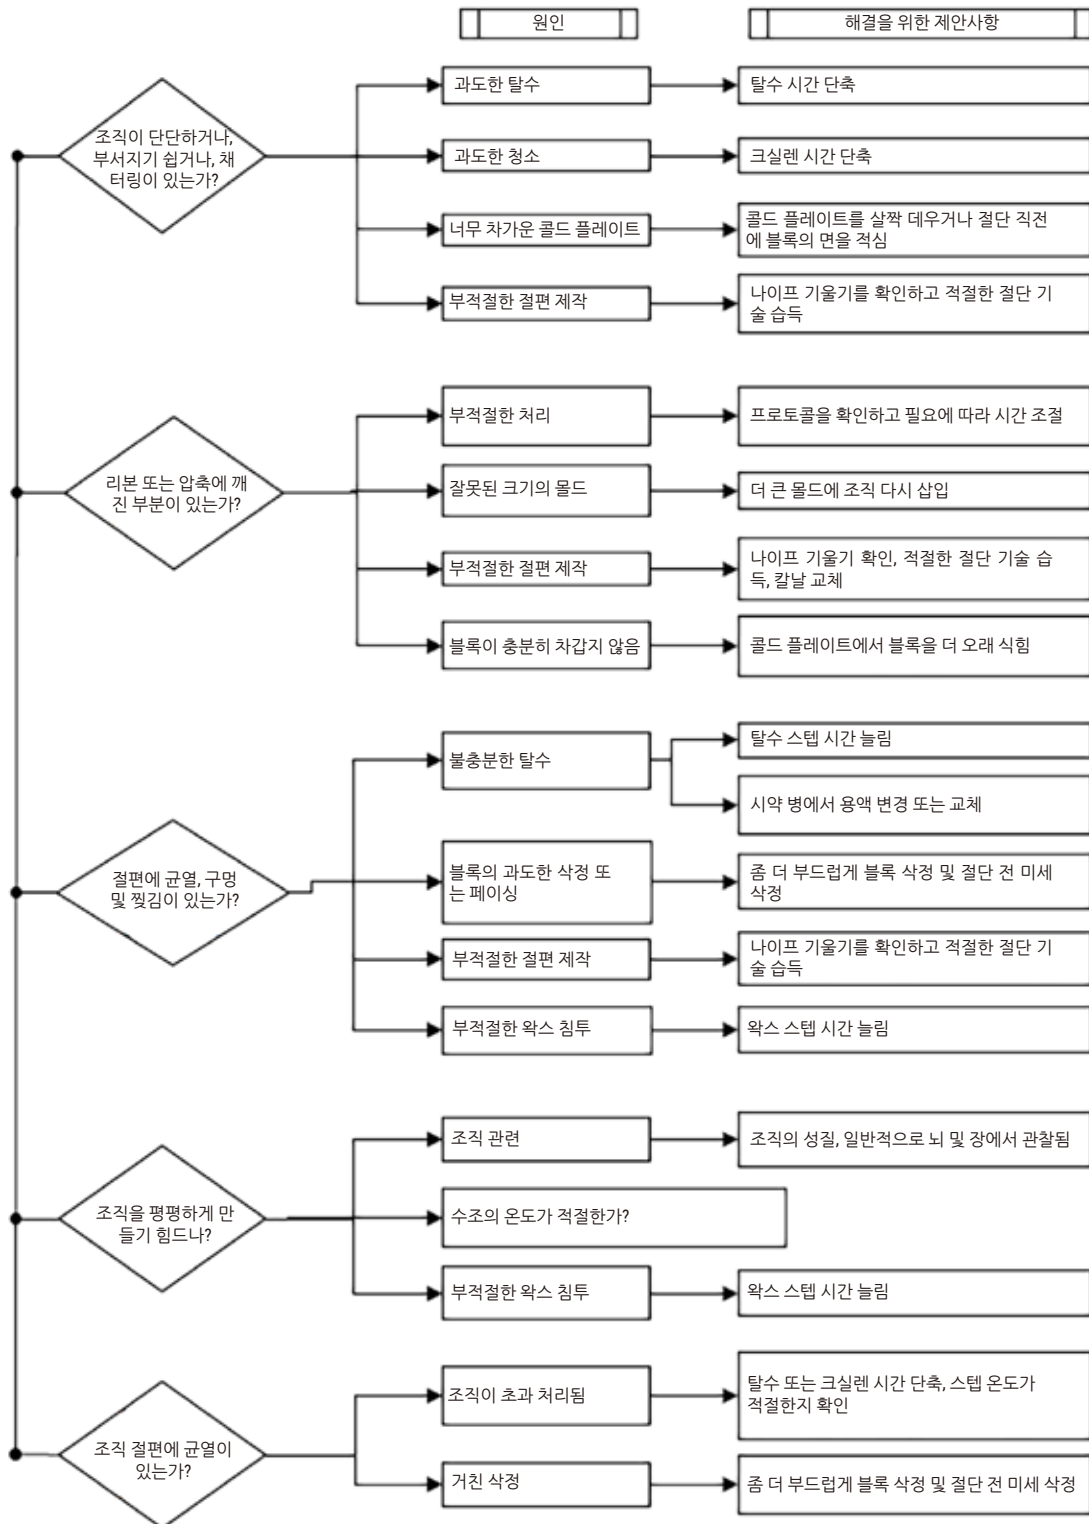 원인
해결을 위한 제안사항
조직이 단단하거나,
부서지기 쉽거나, 채
터링이 있는가?
과도한 탈수
탈수 시간 단축
과도한 청소
크실렌 시간 단축
너무 차가운 콜드 플레이트
콜드 플레이트를 살짝 데우거나 절단 직전
에 블록의 면을 적심
부적절한 절편 제작
나이프 기울기를 확인하고 적절한 절단 기
술 습득
리본 또는 압축에 깨
진 부분이 있는가?
부적절한 처리
프로토콜을 확인하고 필요에 따라 시간 조절
잘못된 크기의 몰드
더 큰 몰드에 조직 다시 삽입
부적절한 절편 제작
나이프 기울기 확인, 적절한 절단 기술 습
득, 칼날 교체
블록이 충분히 차갑지 않음
콜드 플레이트에서 블록을 더 오래 식힘
절편에 균열, 구멍
및 찢김이 있는가?
불충분한 탈수
탈수 스텝 시간 늘림
시약 병에서 용액 변경 또는 교체
블록의 과도한 삭정 또
는 페이싱
좀 더 부드럽게 블록 삭정 및 절단 전 미세
삭정
부적절한 절편 제작
나이프 기울기를 확인하고 적절한 절단 기
술 습득
부적절한 왁스 침투
왁스 스텝 시간 늘림
조직을 평평하게 만
들기 힘드나?
조직 관련
조직의 성질, 일반적으로 뇌 및 장에서 관찰됨
수조의 온도가 적절한가?
부적절한 왁스 침투
왁스 스텝 시간 늘림
조직 절편에 균열이
있는가?
조직이 초과 처리됨
탈수 또는 크실렌 시간 단축, 스텝 온도가
적절한지 확인
거친 삭정
좀 더 부드럽게 블록 삭정 및 절단 전 미세 삭정